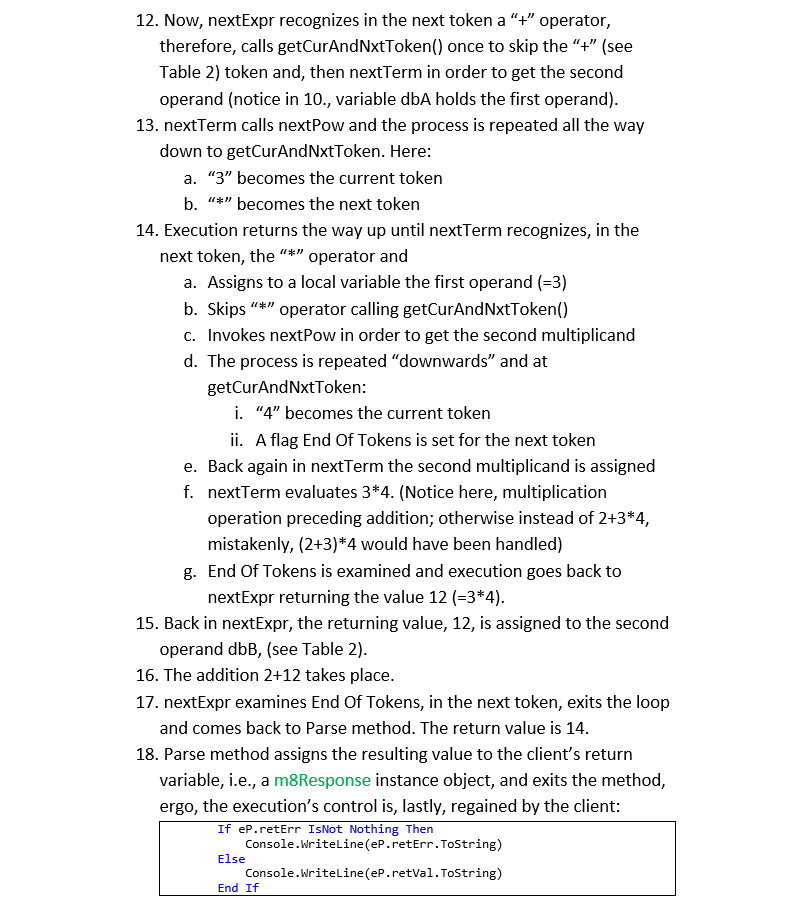 12. Now, nextExpr recognizes in the next token a “+” operator,
therefore, calls getCurAndNxtToken() once to skip the “+” (see
Table 2) token and, then nextTerm in order to get the second
operand (notice in 10., variable dbA holds the first operand).
13. nextTerm calls nextPow and the process is repeated all the way
down to getCurAndNxtToken. Here:
a. “3” becomes the current token
b. “*” becomes the next token
14. Execution returns the way up until nextTerm recognizes, in the
next token, the “*” operator and
a. Assigns to a local variable the first operand (=3)
b. Skips “*” operator calling getCurAndNxtToken()
c. Invokes nextPow in order to get the second multiplicand
d. The process is repeated “downwards” and at
getCurAndNxtToken:
i. “4” becomes the current token
ii. A flag End Of Tokens is set for the next token
e. Back again in nextTerm the second multiplicand is assigned
f. nextTerm evaluates 3*4. (Notice here, multiplication
operation preceding addition; otherwise instead of 2+3*4,
mistakenly, (2+3)*4 would have been handled)
g. End Of Tokens is examined and execution goes back to
nextExpr returning the value 12 (=3*4).
15. Back in nextExpr, the returning value, 12, is assigned to the second
operand dbB, (see Table 2).
16. The addition 2+12 takes place.
17. nextExpr examines End Of Tokens, in the next token, exits the loop
and comes back to Parse method. The return value is 14.
18. Parse method assigns the resulting value to the client’s return
variable, i.e., a m8Response instance object, and exits the method,
ergo, the execution’s control is, lastly, regained by the client:
If eP.retErr IsNot Nothing Then
Console.WriteLine(eP.retErr.ToString)
Else
Console.WriteLine(eP.retVal.ToString)
End If